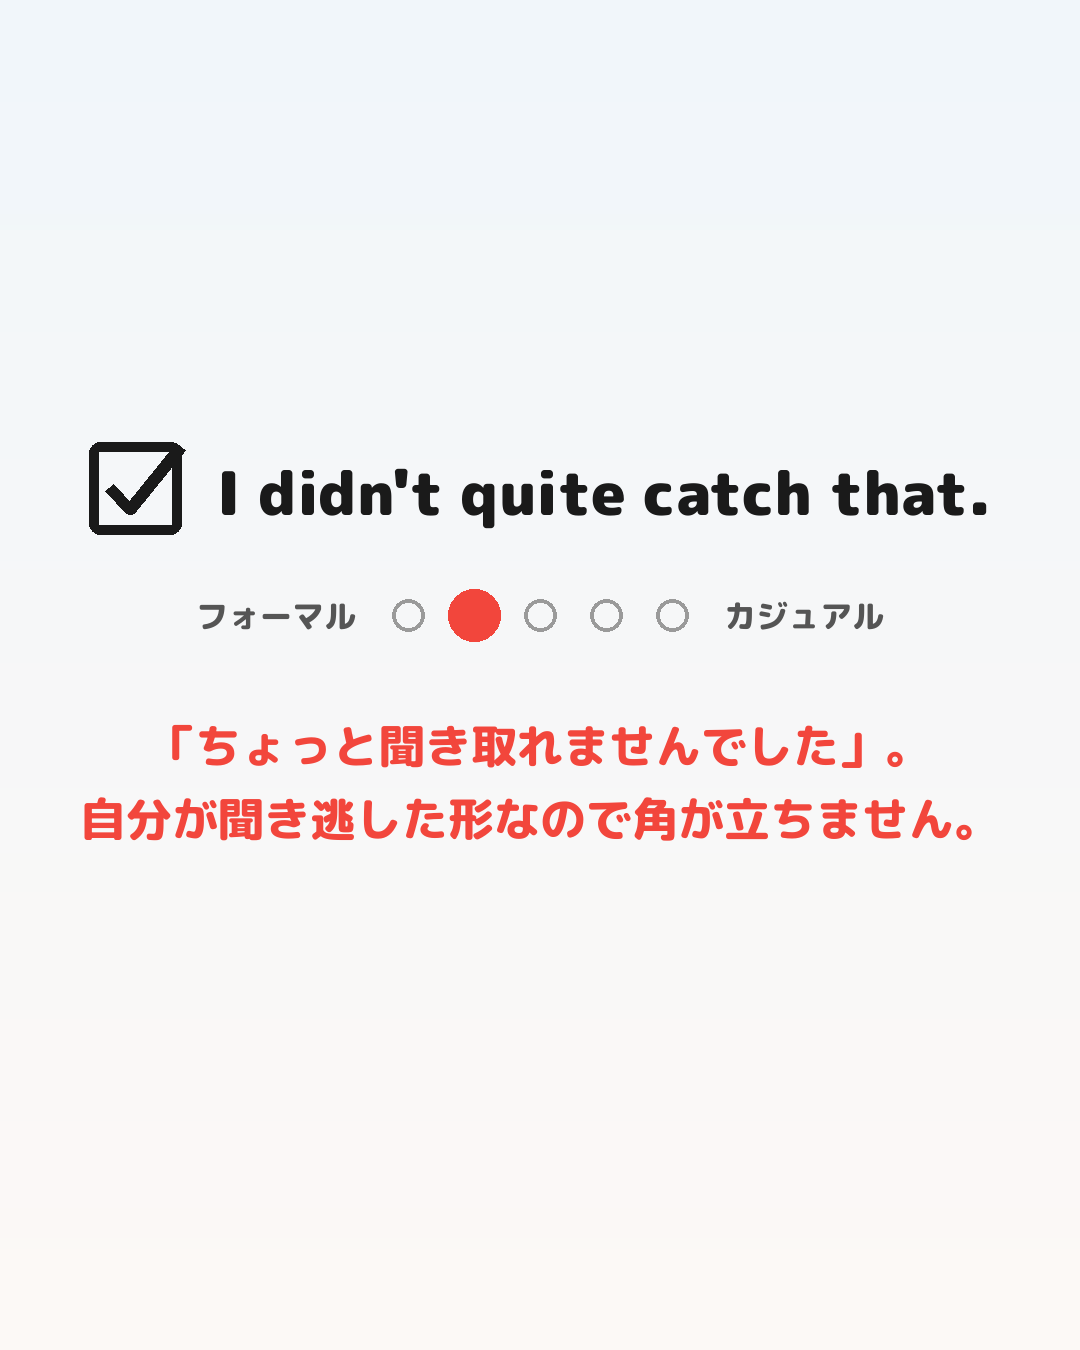 I didn't quite catch that.
フォーマル カジュアル
「ちょっと聞き取れませんでした」。
自分が聞き逃した形なので角が立ちません。